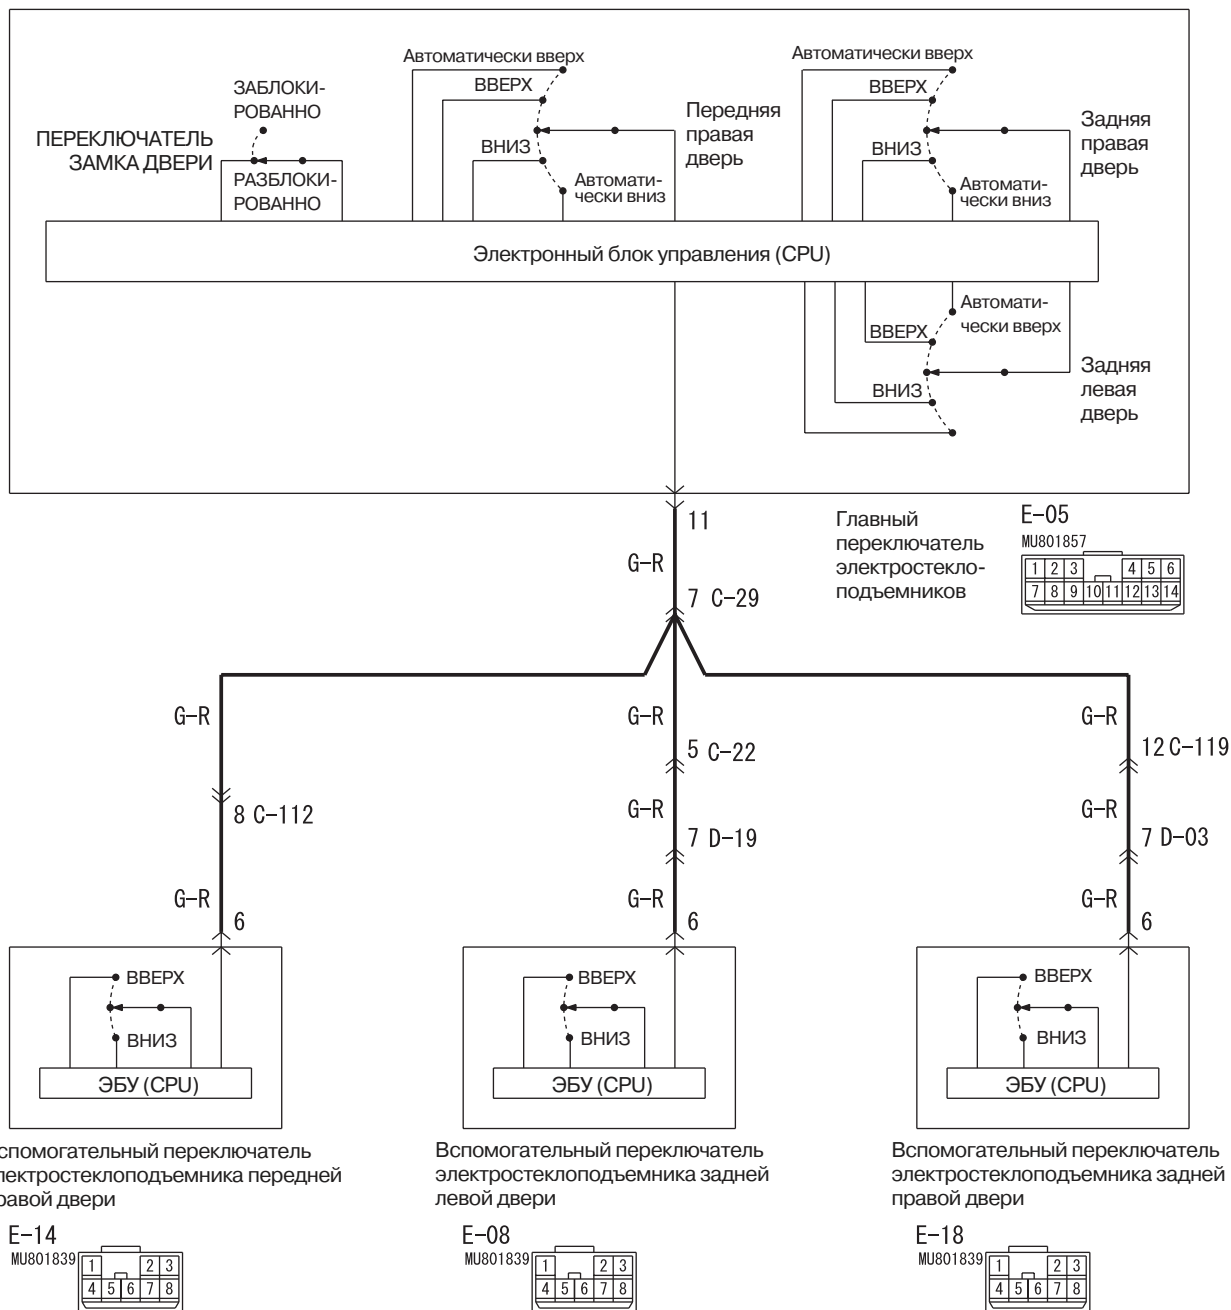 Автоматически вверх
Автоматически вверх
ЗАБЛОКИ-
РОВАННО
ВВЕРХ
ВВЕРХ
Передняя
правая
дверь
Задняя
правая
дверь
ПЕРЕКЛЮЧАТЕЛЬ
ЗАМКА ДВЕРИ
ВНИЗ
ВНИЗ
РАЗБЛОКИ-
РОВАННО
Автомати-
чески вниз
Автомати-
чески вниз
Электронный блок управления (CPU)
Автомати-
чески вверх
ВВЕРХ
ВНИЗ
Задняя
левая
дверь
11
G-R
7 C-29
Главный
переключатель
электростекло-
подъемников
E-05
MU801857
1 2 3 4 5 6
7 8 9 10 11 12 13 14
G-R
G-R
G-R
5 C-22
12 C-119
8 C-112
G-R
G-R
7 D-19
7 D-03
G-R
G-R
G-R
6
6
6
ВВЕРХ
ВВЕРХ
ВВЕРХ
ВНИЗ
ВНИЗ
ВНИЗ
ЭБУ (CPU)
ЭБУ (CPU)
ЭБУ (CPU)
спомогательный переключатель
лектростеклоподъемника передней
равой двери
Вспомогательный переключатель
электростеклоподъемника задней
левой двери
Вспомогательный переключатель
электростеклоподъемника задней
правой двери
E-14
MU801839
1 2 3
4 5 6 7 8
E-08
MU801839
1 2 3
4 5 6 7 8
E-18
MU801839
1 2 3
4 5 6 7 8